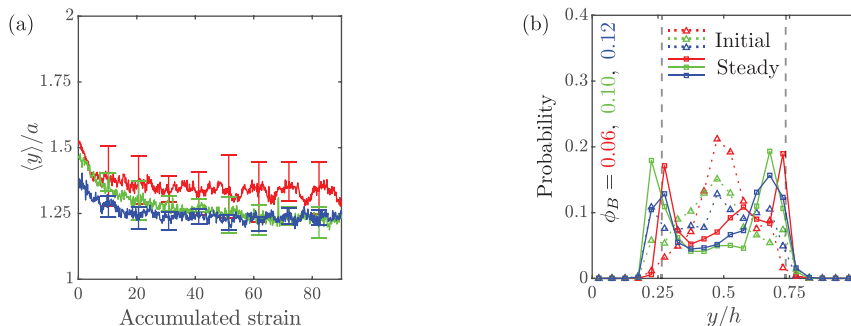 (a)
2
1.75
1.5
1.25
1
⟨y⟩/a
0 20 40 60 80
Accumulated strain
(b)
0.4
0.3
0.2
0.1
0
Probability
ϕB = 0.06, 0.10, 0.12
Initial
Steady
0 0.25 0.5 0.75 1
y/h